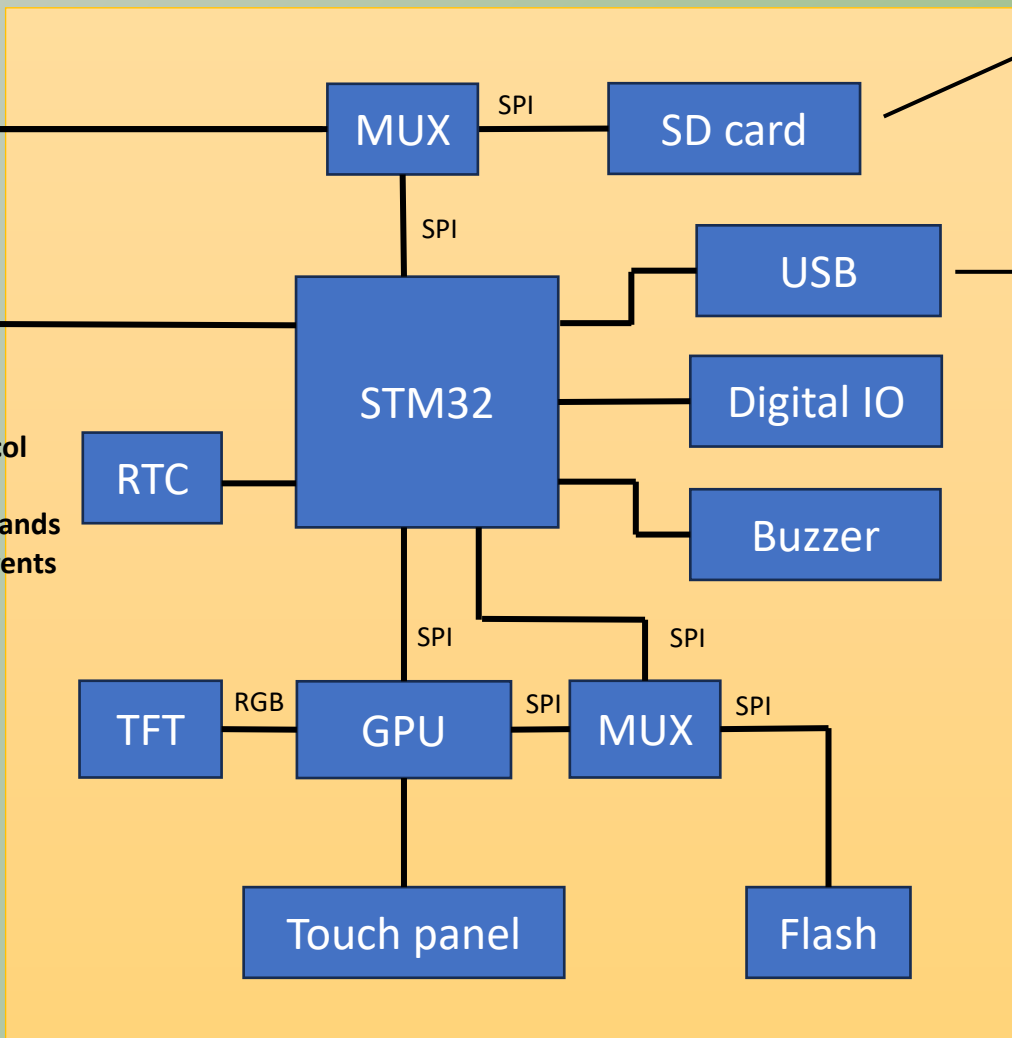 MUX
SPI
SD card
SPI
USB
STM32
Digital IO
RTC
Buzzer
SPI
SPI
TFT
RGB
GPU
SPI
MUX
SPI
Touch panel
Flash